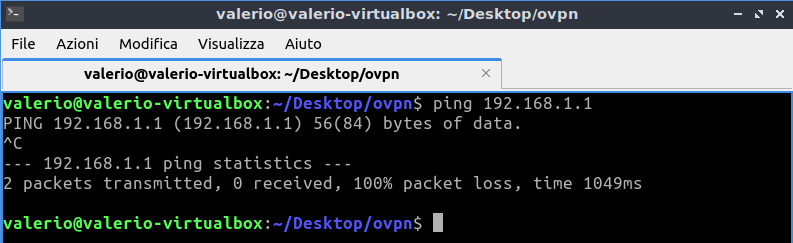 valerio@valerio-virtualbox: ~/Desktop/ovpn
File Azioni Modifica Visualizza Aiuto
valerio@valerio-virtualbox: ~/Desktop/ovpn
valerio@valerio-virtualbox:~/Desktop/ovpn$ ping 192.168.1.1
PING 192.168.1.1 (192.168.1.1) 56(84) bytes of data.
^C
--- 192.168.1.1 ping statistics ---
2 packets transmitted, 0 received, 100% packet loss, time 1049ms
valerio@valerio-virtualbox:~/Desktop/ovpn$